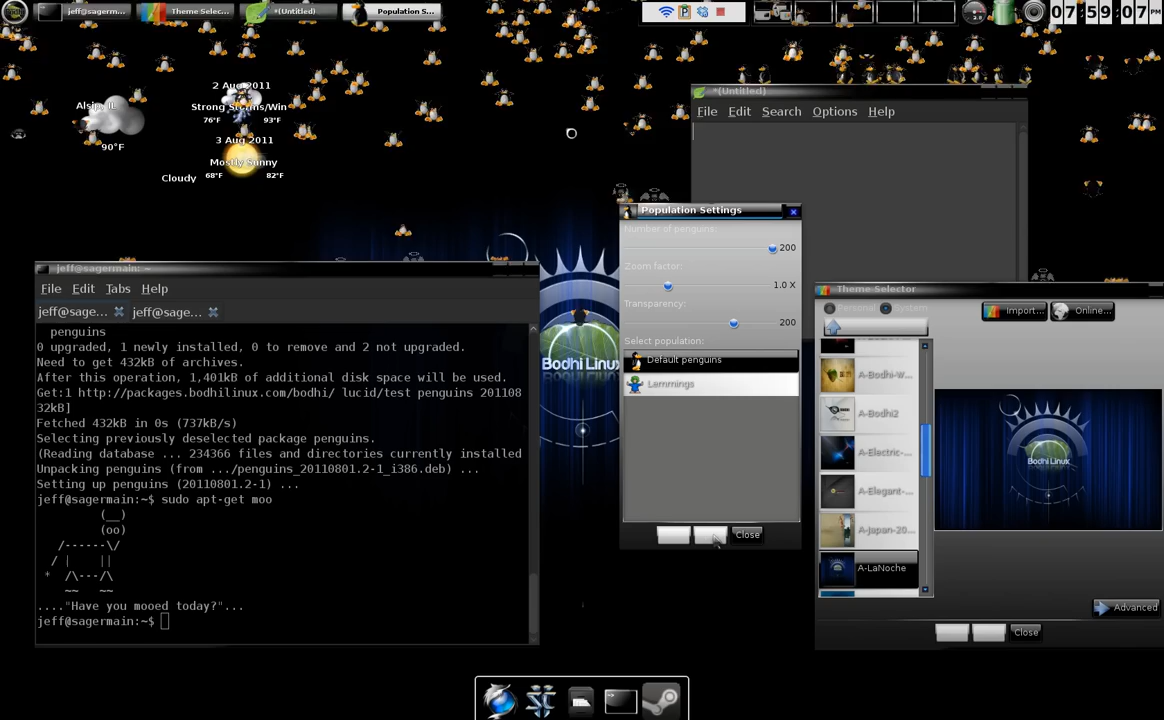 jeff@sagerm...
Theme Selec...
*(Untitled)
Population S...
07:59:07 PM
Alsip, IL
90°F
Cloudy
2 Aug 2011
Strong Storms/Win
76°F 93°F
3 Aug 2011
Mostly Sunny
68°F 82°F
*(Untitled)
File Edit Search Options Help
Population Settings
Number of penguins:
200
Zoom factor:
1.0 X
Transparency:
200
Select population:
Default penguins
Lemmings
Close
jeff@sagermain: ~
File Edit Tabs Help
jeff@sage... jeff@sage...
penguins
0 upgraded, 1 newly installed, 0 to remove and 2 not upgraded.
Need to get 432kB of archives.
After this operation, 1,401kB of additional disk space will be used.
Get:1 http://packages.bodhilinux.com/bodhi/ lucid/test penguins 201108
32kB]
Fetched 432kB in 0s (737kB/s)
Selecting previously deselected package penguins.
(Reading database ... 234366 files and directories currently installed
Unpacking penguins (from .../penguins_20110801.2-1_i386.deb) ...
Setting up penguins (20110801.2-1) ...
jeff@sagermain:~$ sudo apt-get moo
(__)
(oo)
/------\/
/ |    ||
*  /\---/\
~~   ~~
...."Have you mooed today?"...
jeff@sagermain:~$
Bodhi Linux
Theme Selector
Personal System
Import...
Online...
A-Bodhi-W...
A-Bodhi2
A-Electric-...
A-Elegant-...
A-Japan-20...
A-LaNoche
Bodhi Linux
Advanced
Close